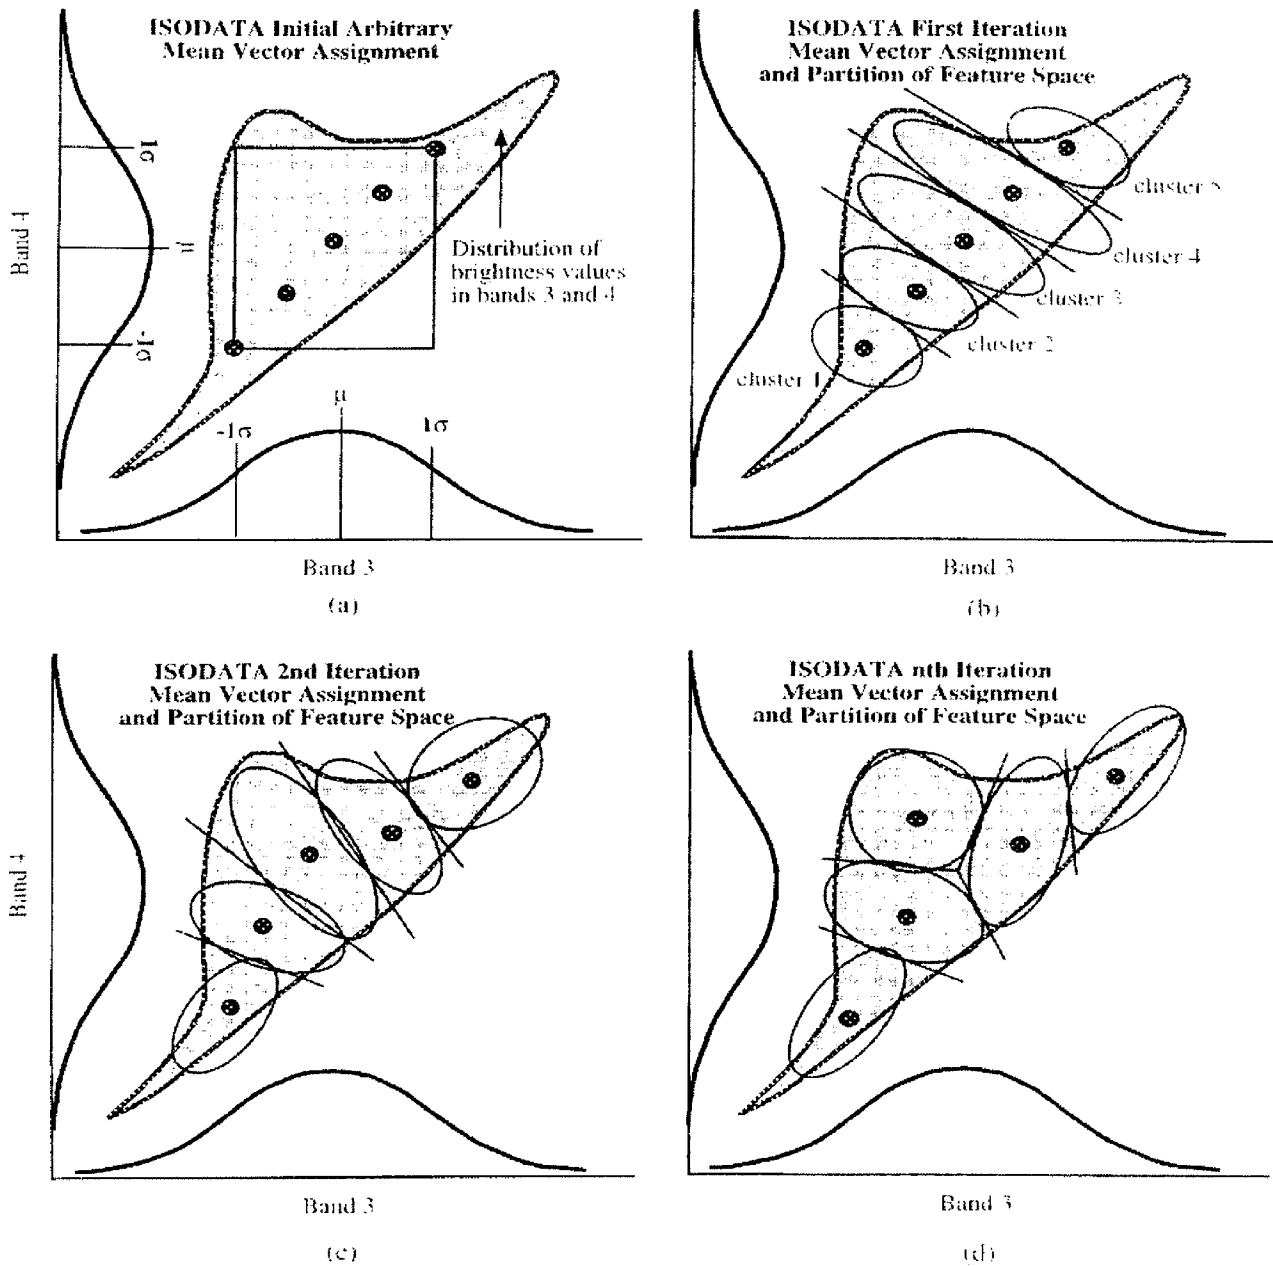 ISODATA Initial Arbitrary
Mean Vector Assignment
1σ
μ
-1σ
Band 4
Distribution of
brightness values
in bands 3 and 4
-1σ
μ
1σ
Band 3
(a)
ISODATA First Iteration
Mean Vector Assignment
and Partition of Feature Space
cluster 5
cluster 4
cluster 3
cluster 2
cluster 1
Band 3
(b)
ISODATA 2nd Iteration
Mean Vector Assignment
and Partition of Feature Space
Band 4
Band 3
(c)
ISODATA nth Iteration
Mean Vector Assignment
and Partition of Feature Space
Band 3
(d)